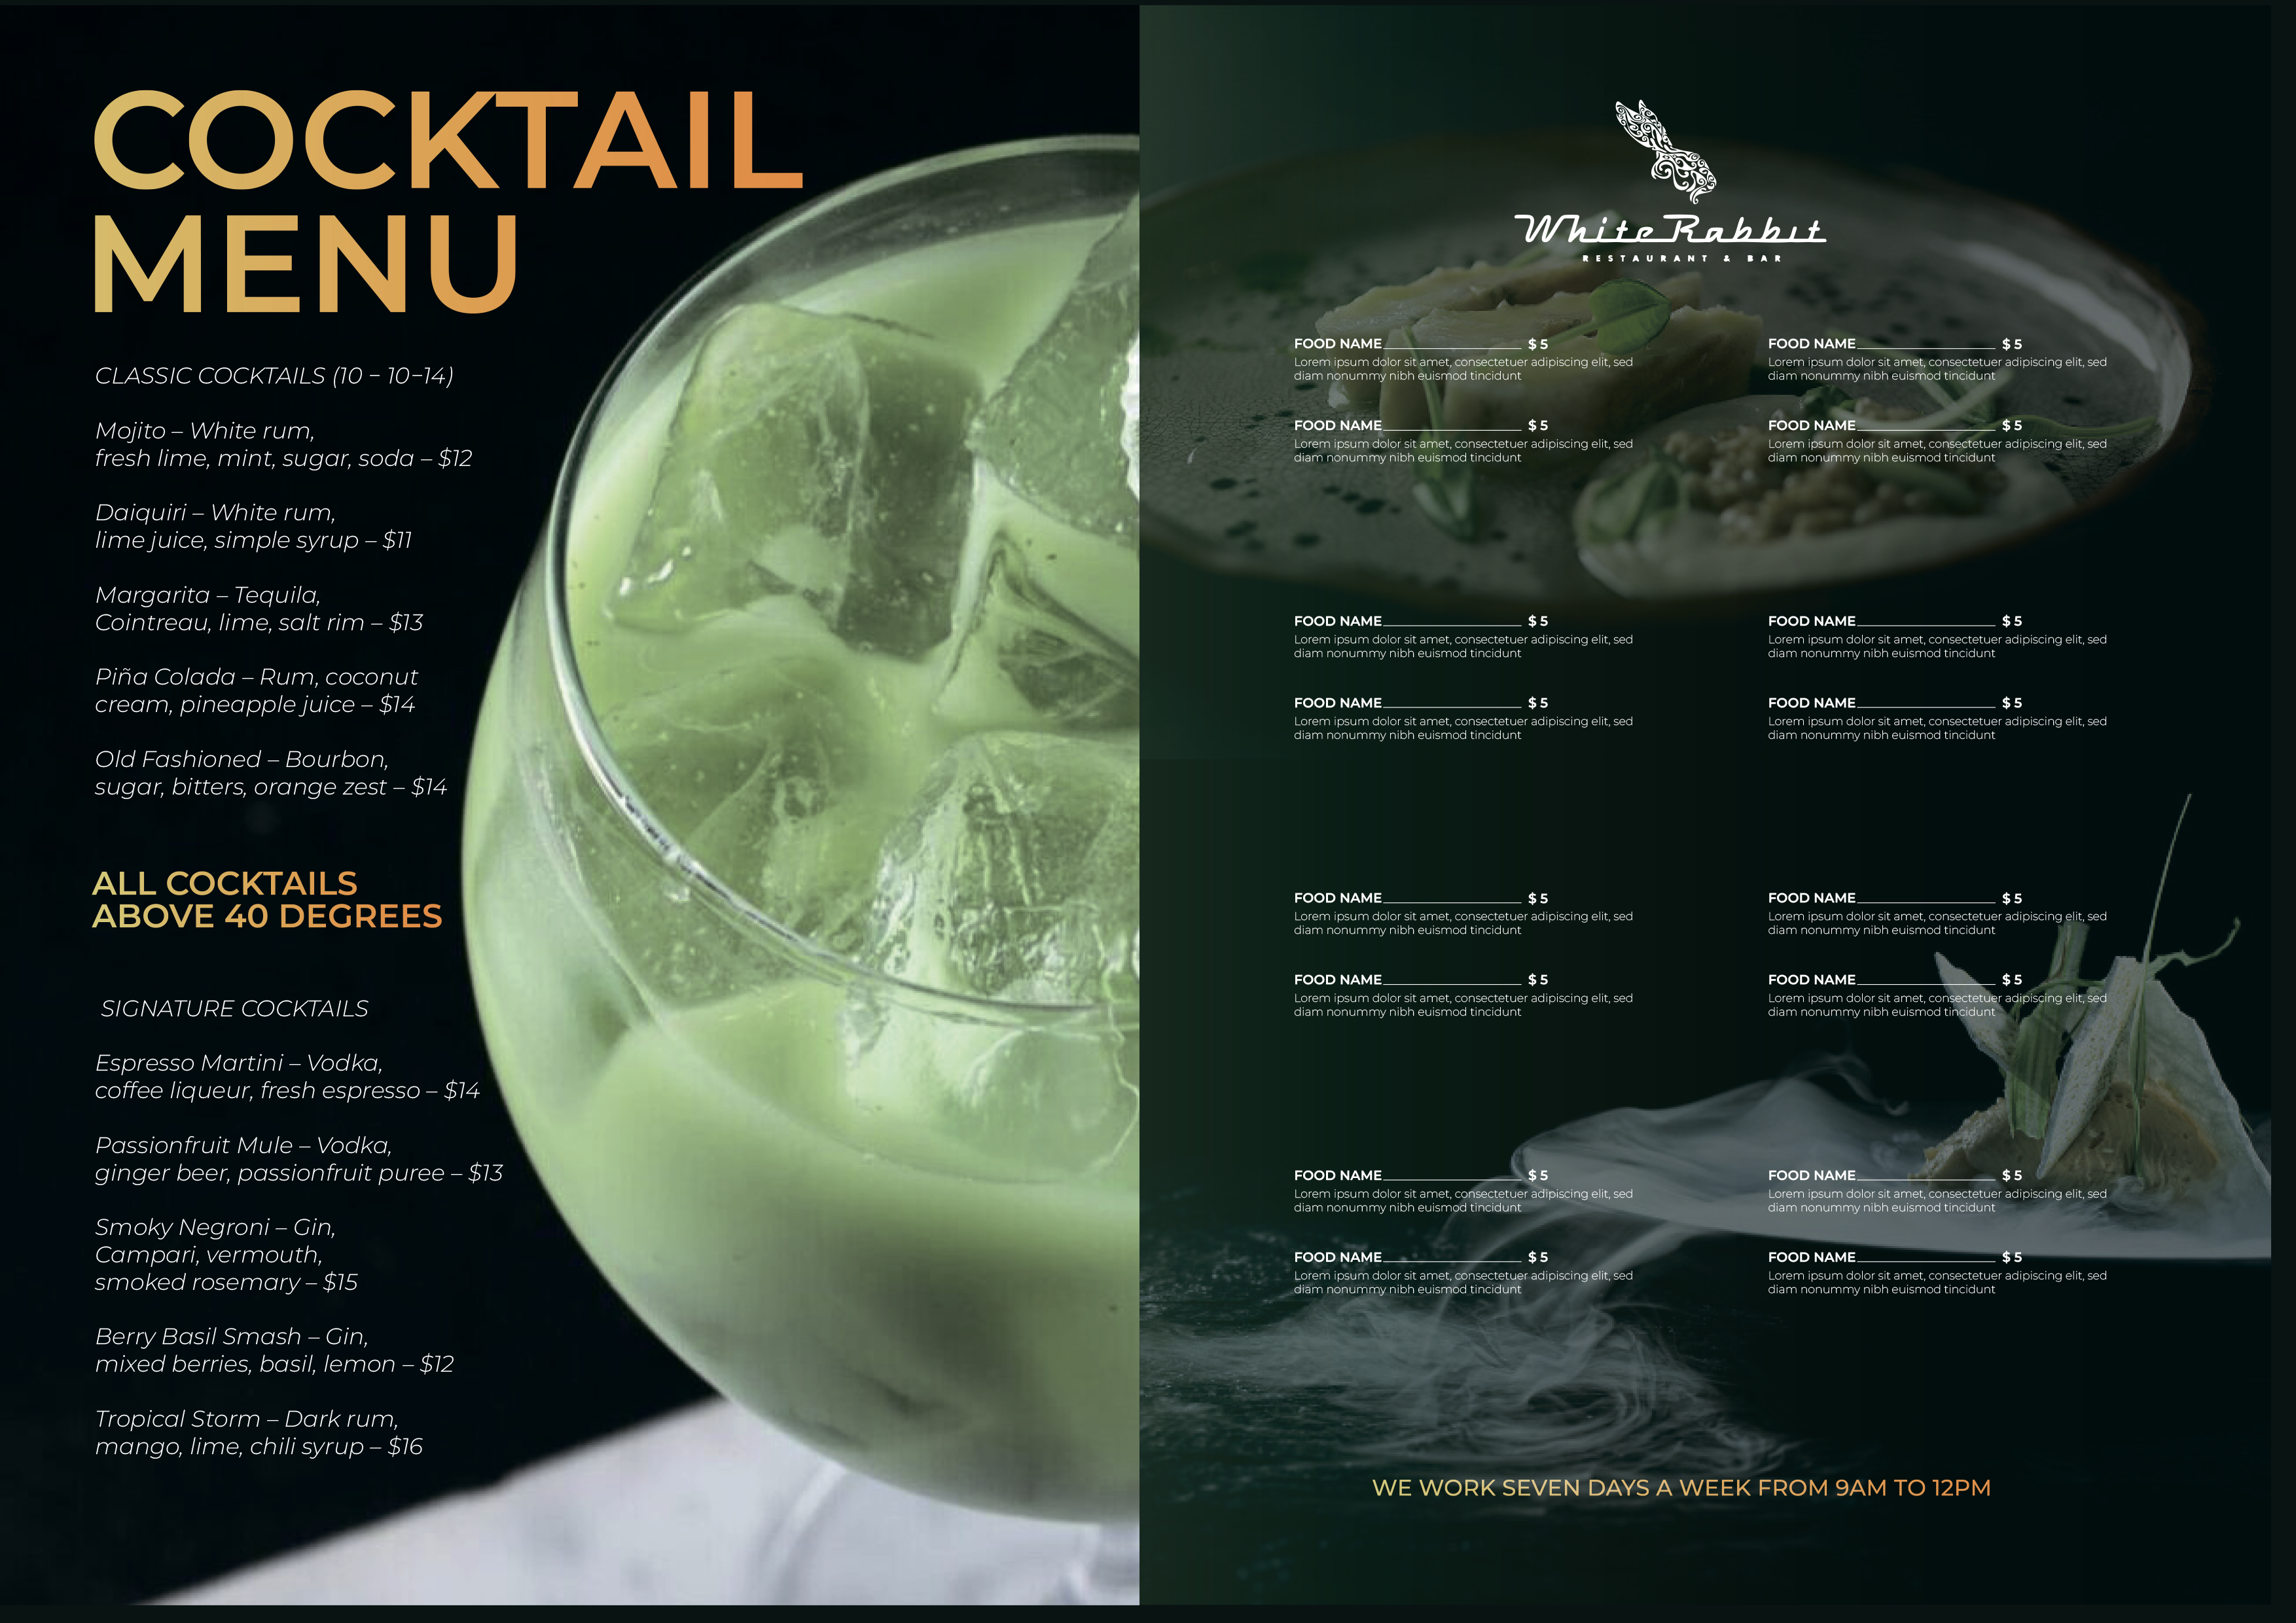 COCKTAIL
MENU
CLASSIC COCKTAILS (10 – 10–14)
Mojito – White rum,
fresh lime, mint, sugar, soda – $12
Daiquiri – White rum,
lime juice, simple syrup – $11
Margarita – Tequila,
Cointreau, lime, salt rim – $13
Piña Colada – Rum, coconut
cream, pineapple juice – $14
Old Fashioned – Bourbon,
sugar, bitters, orange zest – $14
ALL COCKTAILS
ABOVE 40 DEGREES
SIGNATURE COCKTAILS
Espresso Martini – Vodka,
coffee liqueur, fresh espresso – $14
Passionfruit Mule – Vodka,
ginger beer, passionfruit puree – $13
Smoky Negroni – Gin,
Campari, vermouth,
smoked rosemary – $15
Berry Basil Smash – Gin,
mixed berries, basil, lemon – $12
Tropical Storm – Dark rum,
mango, lime, chili syrup – $16
White Rabbit
RESTAURANT & BAR
FOOD NAME $5
Lorem ipsum dolor sit amet, consectetuer adipiscing elit, sed
diam nonummy nibh euismod tincidunt
FOOD NAME $5
Lorem ipsum dolor sit amet, consectetuer adipiscing elit, sed
diam nonummy nibh euismod tincidunt
FOOD NAME $5
Lorem ipsum dolor sit amet, consectetuer adipiscing elit, sed
diam nonummy nibh euismod tincidunt
FOOD NAME $5
Lorem ipsum dolor sit amet, consectetuer adipiscing elit, sed
diam nonummy nibh euismod tincidunt
FOOD NAME $5
Lorem ipsum dolor sit amet, consectetuer adipiscing elit, sed
diam nonummy nibh euismod tincidunt
FOOD NAME $5
Lorem ipsum dolor sit amet, consectetuer adipiscing elit, sed
diam nonummy nibh euismod tincidunt
FOOD NAME $5
Lorem ipsum dolor sit amet, consectetuer adipiscing elit, sed
diam nonummy nibh euismod tincidunt
FOOD NAME $5
Lorem ipsum dolor sit amet, consectetuer adipiscing elit, sed
diam nonummy nibh euismod tincidunt
FOOD NAME $5
Lorem ipsum dolor sit amet, consectetuer adipiscing elit, sed
diam nonummy nibh euismod tincidunt
FOOD NAME $5
Lorem ipsum dolor sit amet, consectetuer adipiscing elit, sed
diam nonummy nibh euismod tincidunt
FOOD NAME $5
Lorem ipsum dolor sit amet, consectetuer adipiscing elit, sed
diam nonummy nibh euismod tincidunt
FOOD NAME $5
Lorem ipsum dolor sit amet, consectetuer adipiscing elit, sed
diam nonummy nibh euismod tincidunt
FOOD NAME $5
Lorem ipsum dolor sit amet, consectetuer adipiscing elit, sed
diam nonummy nibh euismod tincidunt
FOOD NAME $5
Lorem ipsum dolor sit amet, consectetuer adipiscing elit, sed
diam nonummy nibh euismod tincidunt
FOOD NAME $5
Lorem ipsum dolor sit amet, consectetuer adipiscing elit, sed
diam nonummy nibh euismod tincidunt
FOOD NAME $5
Lorem ipsum dolor sit amet, consectetuer adipiscing elit, sed
diam nonummy nibh euismod tincidunt
WE WORK SEVEN DAYS A WEEK FROM 9AM TO 12PM